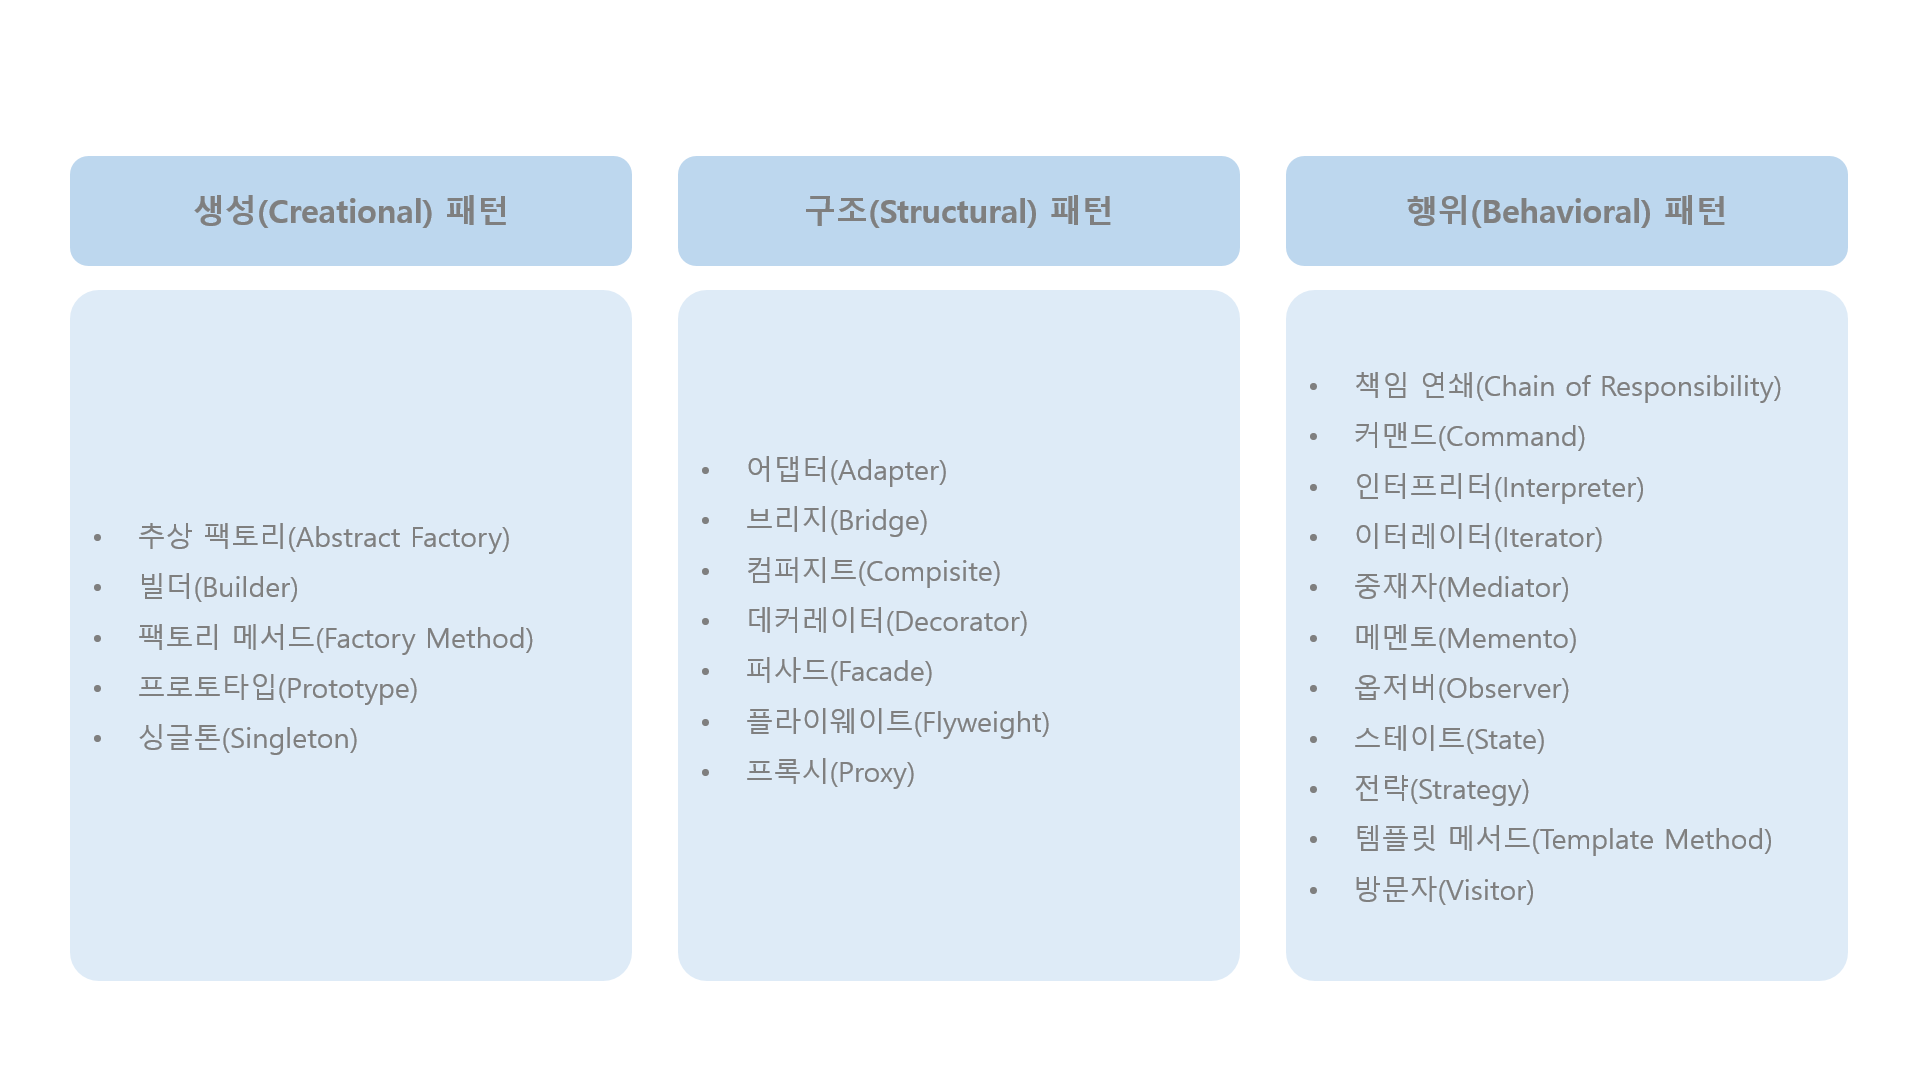 생성(Creational) 패턴
• 추상 팩토리(Abstract Factory)
• 빌더(Builder)
• 팩토리 메서드(Factory Method)
• 프로토타입(Prototype)
• 싱글톤(Singleton)
구조(Structural) 패턴
• 어댑터(Adapter)
• 브리지(Bridge)
• 컴퍼지트(Compisite)
• 데커레이터(Decorator)
• 퍼사드(Facade)
• 플라이웨이트(Flyweight)
• 프록시(Proxy)
행위(Behavioral) 패턴
• 책임 연쇄(Chain of Responsibility)
• 커맨드(Command)
• 인터프리터(Interpreter)
• 이터레이터(Iterator)
• 중재자(Mediator)
• 메멘토(Memento)
• 옵저버(Observer)
• 스테이트(State)
• 전략(Strategy)
• 템플릿 메서드(Template Method)
• 방문자(Visitor)